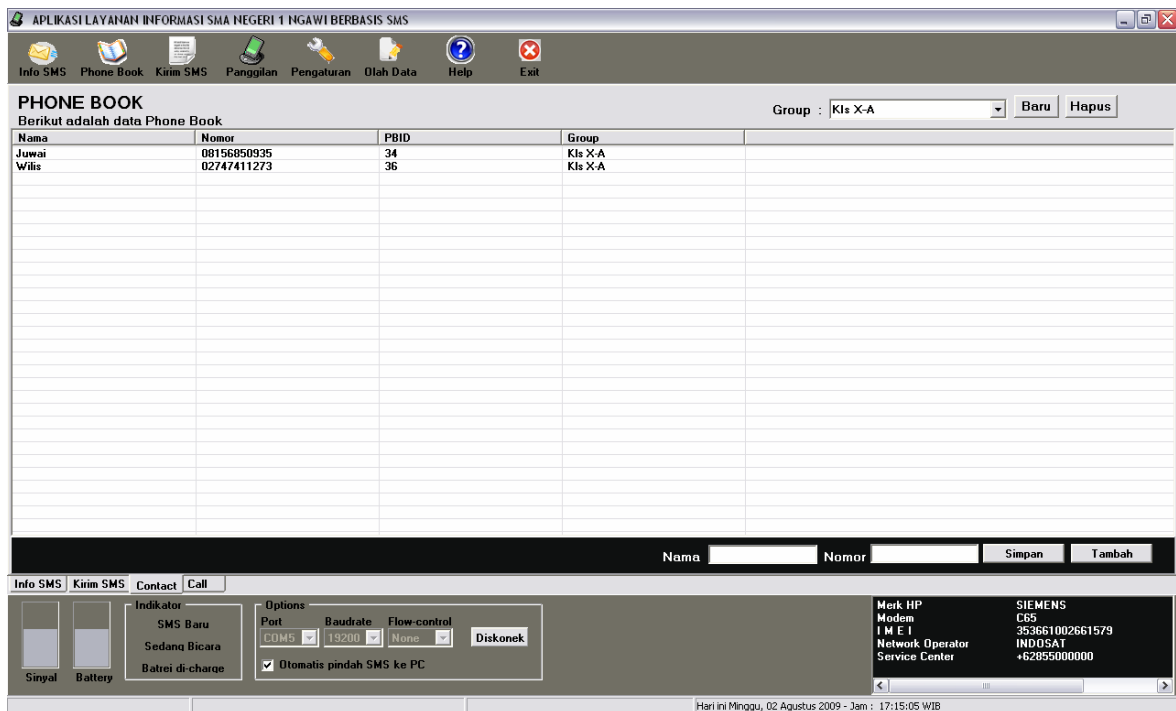 APLIKASI LAYANAN INFORMASI SMA NEGERI 1 NGAWI BERBASIS SMS
Info SMS Phone Book Kirim SMS Panggilan Pengaturan Olah Data Help Exit
PHONE BOOK
Berikut adalah data Phone Book
Group : Kls X-A Baru Hapus
Nama Nomor PBID Group
Juwai 08156850935 34 Kls X-A
Wilis 02747411273 36 Kls X-A
Nama Nomor Simpan Tambah
Info SMS Kirim SMS Contact Call
Sinyal Battery
Indikator
SMS Baru
Sedang Bicara
Batrei di-charge
Options
Port Baudrate Flow-control
COM5 19200 None Diskonek
Otomatis pindah SMS ke PC
Merk HP SIEMENS
Modem C65
I M E I 353661002661579
Network Operator INDOSAT
Service Center +62855000000
Hari ini Minggu, 02 Agustus 2009 - Jam : 17:15:05 WIB